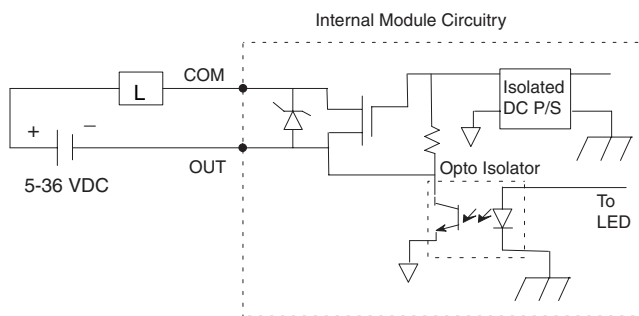 Internal Module Circuitry
COM
L
Isolated
DC P/S
+
–
OUT
5-36 VDC
Opto Isolator
To
LED